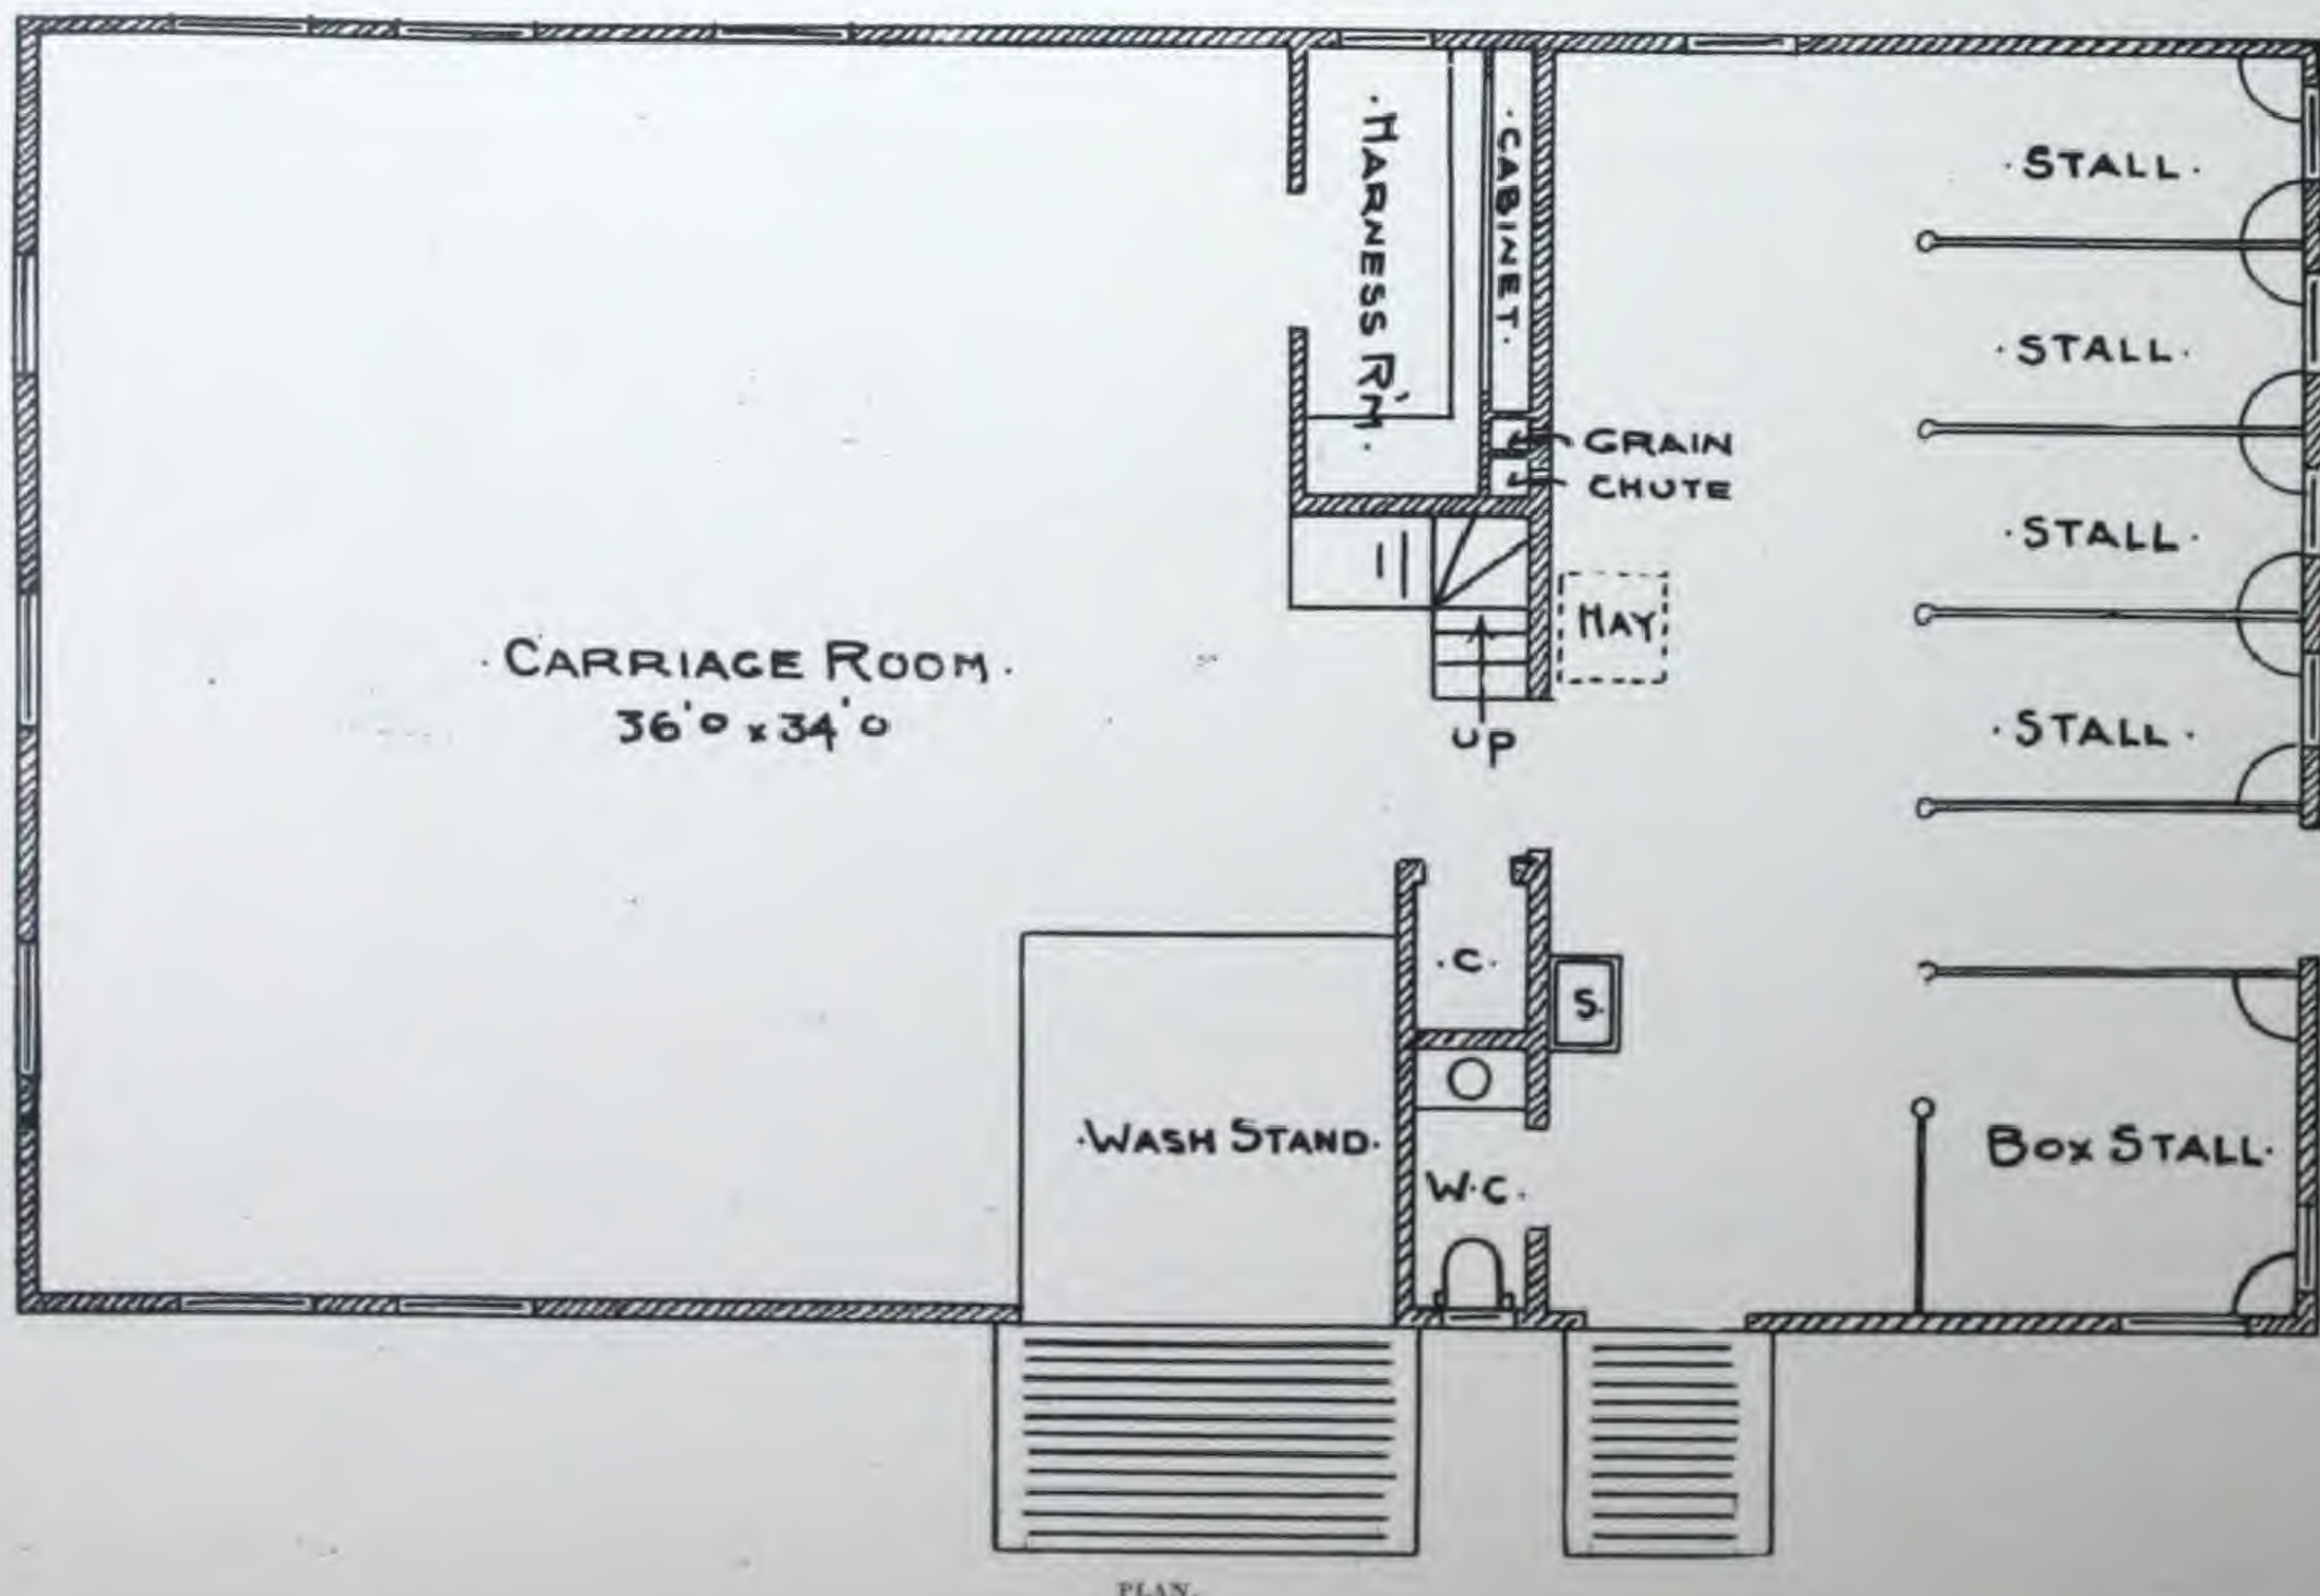 · HARNESS R'M ·
· CABINET ·
· STALL ·
· STALL ·
GRAIN
CHUTE
· STALL ·
HAY
· CARRIAGE ROOM ·
36'0 x 34'0
UP
· STALL ·
· C ·
S.
· WASH STAND ·
W.C.
BOX STALL ·
PLAN.